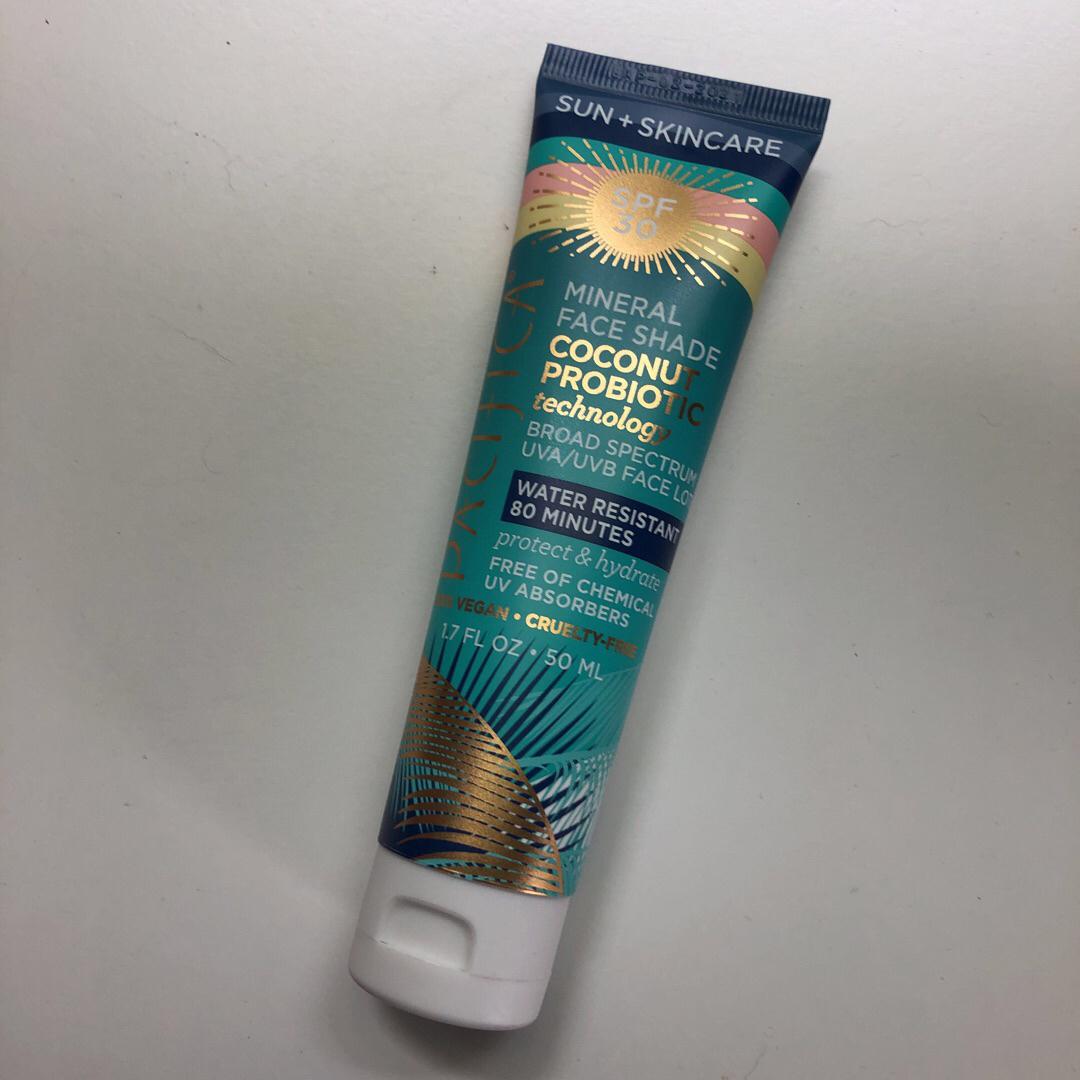 SUN + SKINCARE
SPF
30
pacifica
MINERAL
FACE SHADE
COCONUT
PROBIOTIC
technology
BROAD SPECTRUM
UVA/UVB FACE LOT
WATER RESISTANT
80 MINUTES
protect & hydrate
FREE OF CHEMICAL
UV ABSORBERS
VEGAN • CRUELTY-FREE
1.7 FL OZ • 50 ML